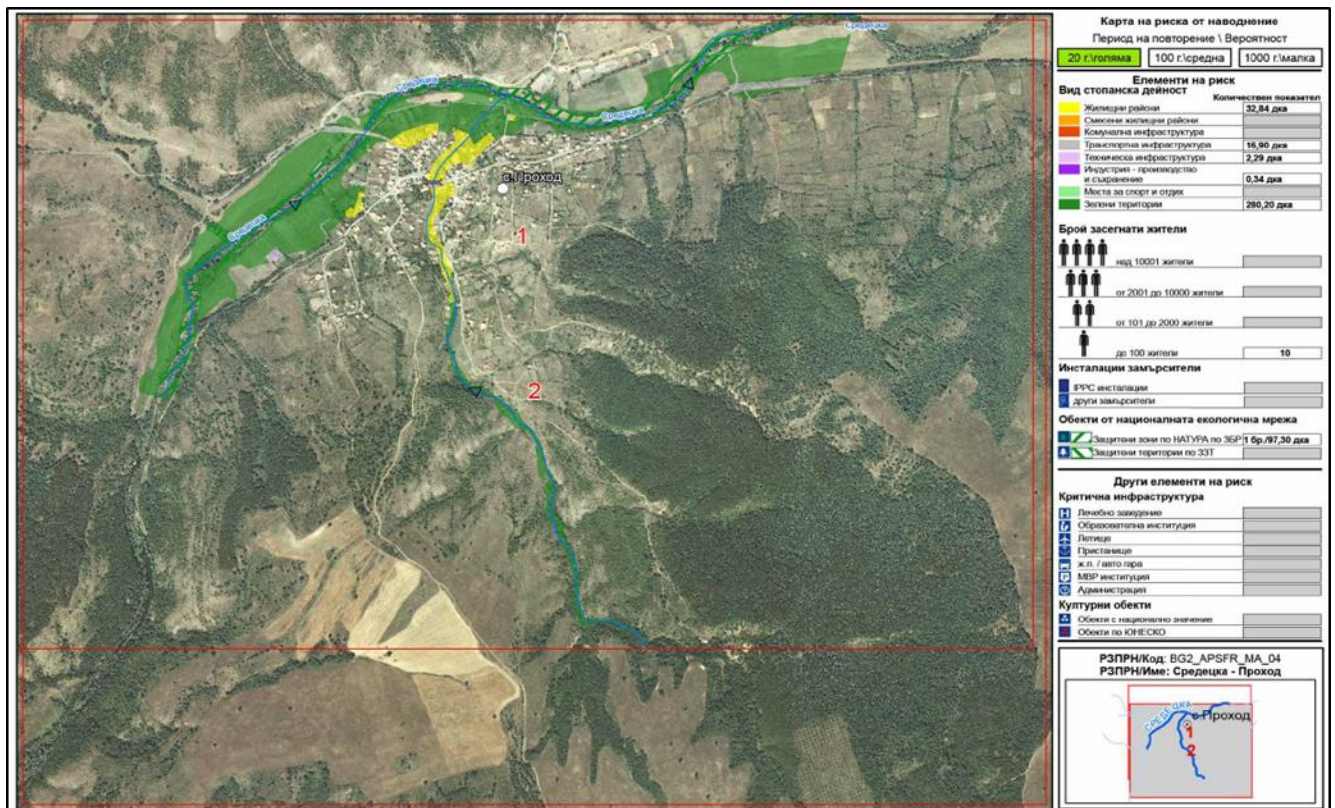 Средецка
Средецка
Средецка
Средецка
с. Проход
1
2
Карта на риска от наводнение
Период на повторение \ Вероятност
20 г.\голяма 100 г.\средна 1000 г.\малка
Елементи на риск
Вид стопанска дейност
Количествен показател
Жилищни райони 32,84 дка
Смесени жилищни райони
Комунална инфраструктура
Транспортна инфраструктура 16,90 дка
Техническа инфраструктура 2,29 дка
Индустрия - производство
и съхранение 0,34 дка
Места за спорт и отдих
Зелени територии 280,20 дка
Брой засегнати жители
над 10001 жители
от 2001 до 10000 жители
от 101 до 2000 жители
до 100 жители 10
Инсталации замърсители
IPPC инсталации
други замърсители
Обекти от националната екологична мрежа
Защитени зони по НАТУРА по ЗБР 1 бр./97,30 дка
Защитени територии по ЗЗТ
Други елементи на риск
Критична инфраструктура
Лечебно заведение
Образователна институция
Летище
Пристанище
ж.п. / авто гара
МВР институция
Администрация
Културни обекти
Обекти с национално значение
Обекти по ЮНЕСКО
РЗПРН/Код: BG2_APSFR_MA_04
РЗПРН/Име: Средецка - Проход
СРЕДЕЦКА
с.Проход
1
2